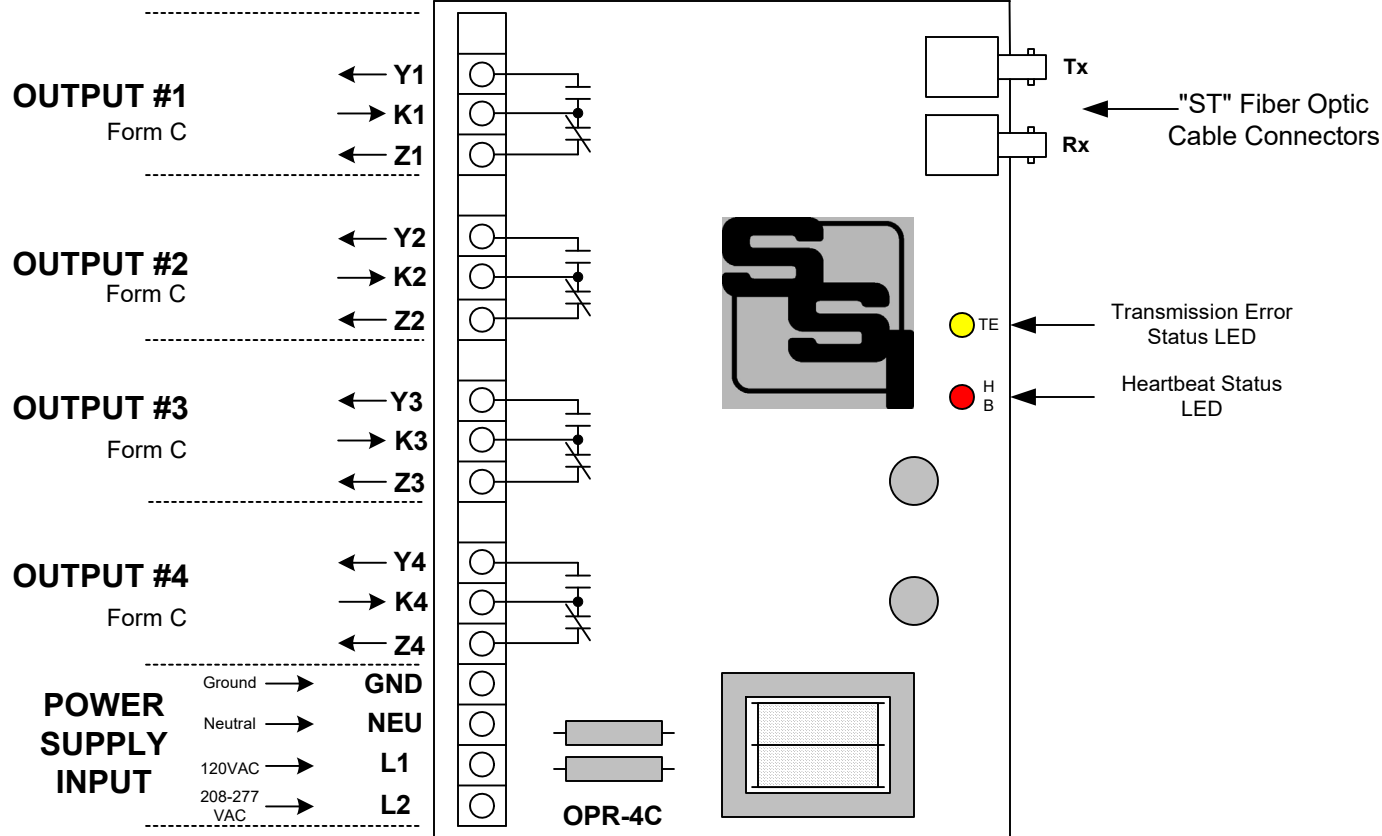 OUTPUT #1
Form C
Y1
K1
Z1
OUTPUT #2
Form C
Y2
K2
Z2
OUTPUT #3
Form C
Y3
K3
Z3
OUTPUT #4
Form C
Y4
K4
Z4
POWER
SUPPLY
INPUT
Ground
GND
Neutral
NEU
120VAC
L1
208-277
VAC
L2
OPR-4C
SSI
Tx
Rx
"ST" Fiber Optic
Cable Connectors
TE
Transmission Error
Status LED
H
B
Heartbeat Status
LED